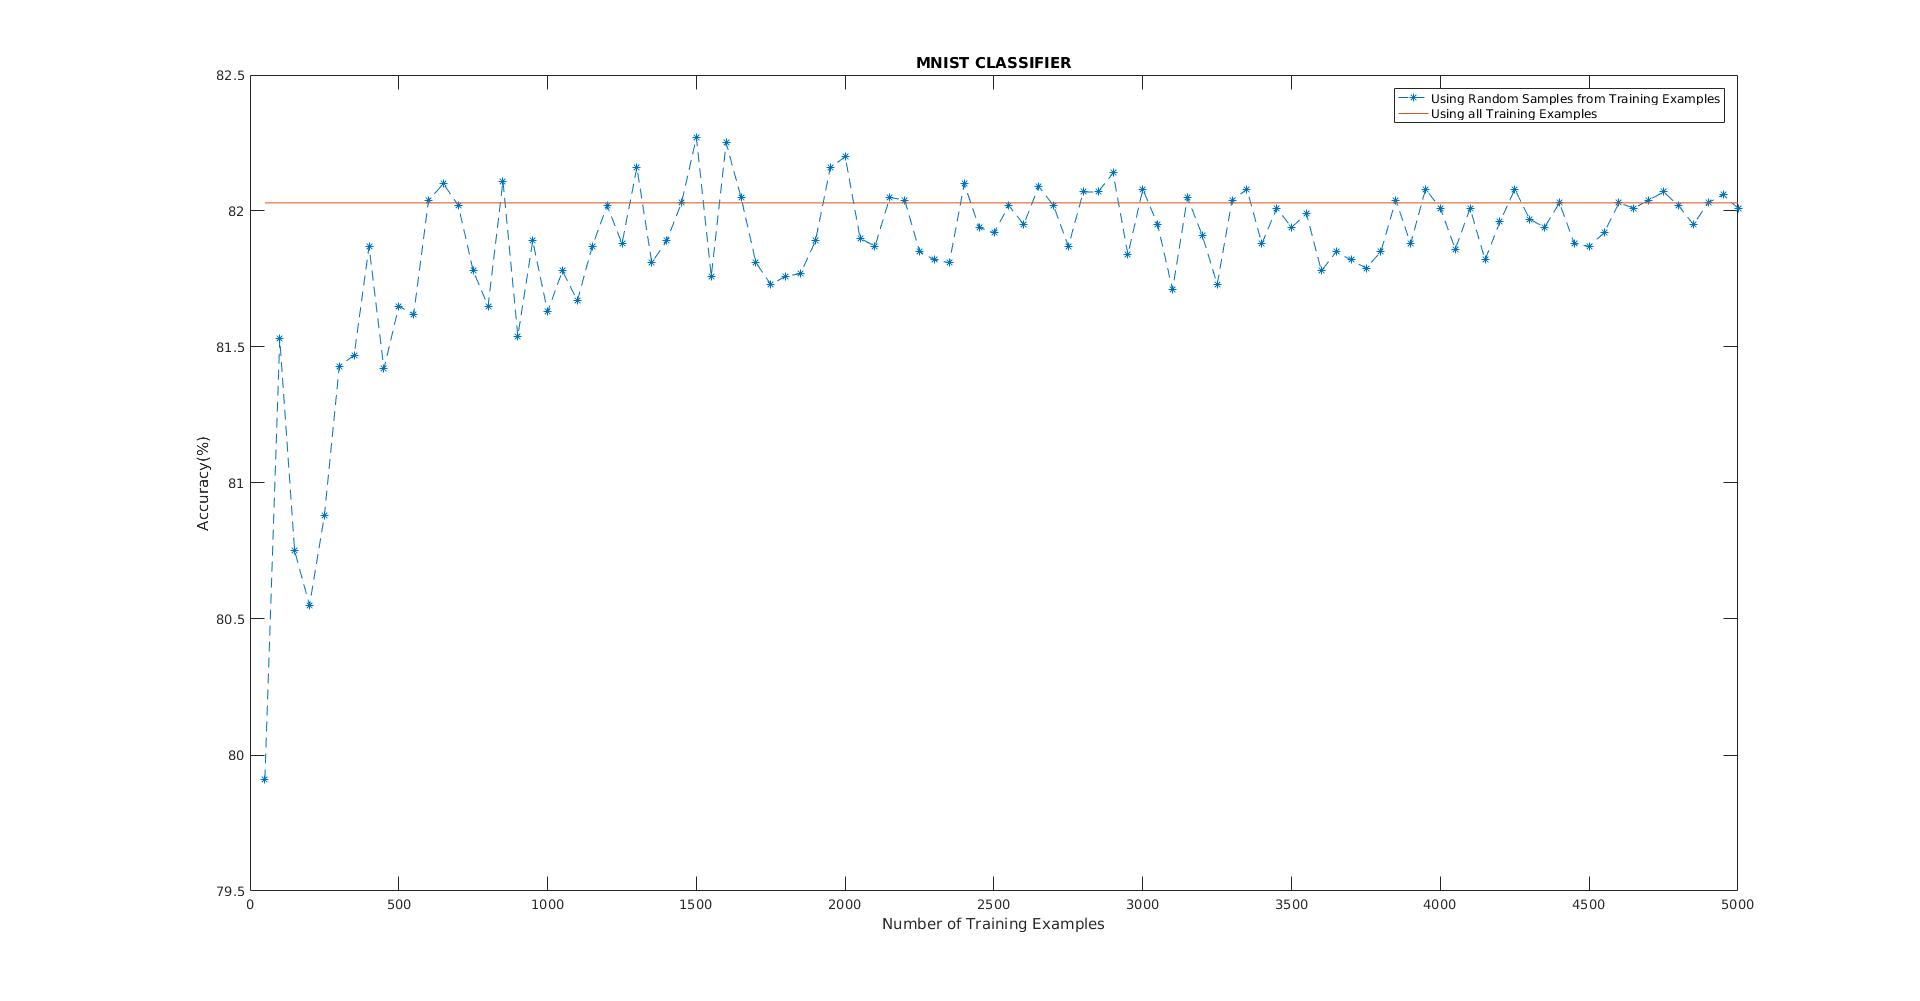 MNIST CLASSIFIER
82.5
82
81.5
81
80.5
80
79.5
Accuracy(%)
Using Random Samples from Training Examples
Using all Training Examples
0 500 1000 1500 2000 2500 3000 3500 4000 4500 5000
Number of Training Examples